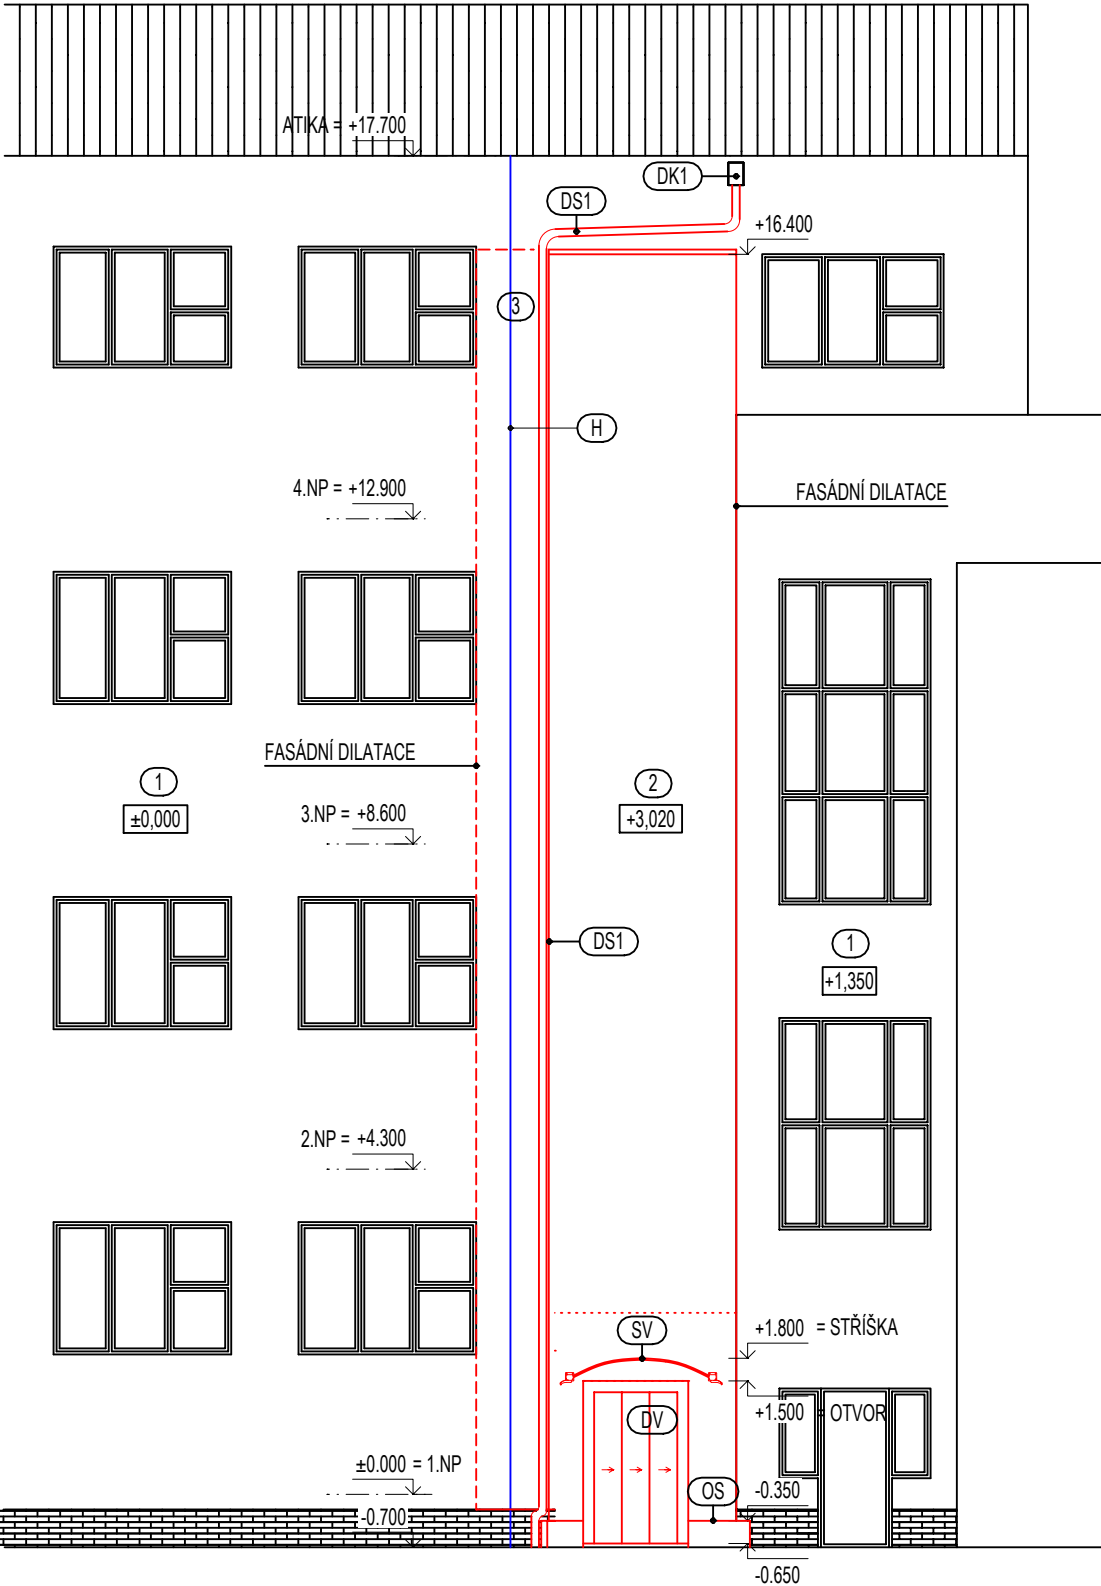 ATIKA = +17.700
DK1
DS1
+16.400
3
H
4.NP = +12.900
FASÁDNÍ DILATACE
FASÁDNÍ DILATACE
1
±0,000
3.NP = +8.600
2
+3,020
DS1
1
+1,350
2.NP = +4.300
SV
+1.800 = STŘÍŠKA
DV
+1.500 = OTVOR
±0.000 = 1.NP
OS
-0.350
-0.700
-0.650